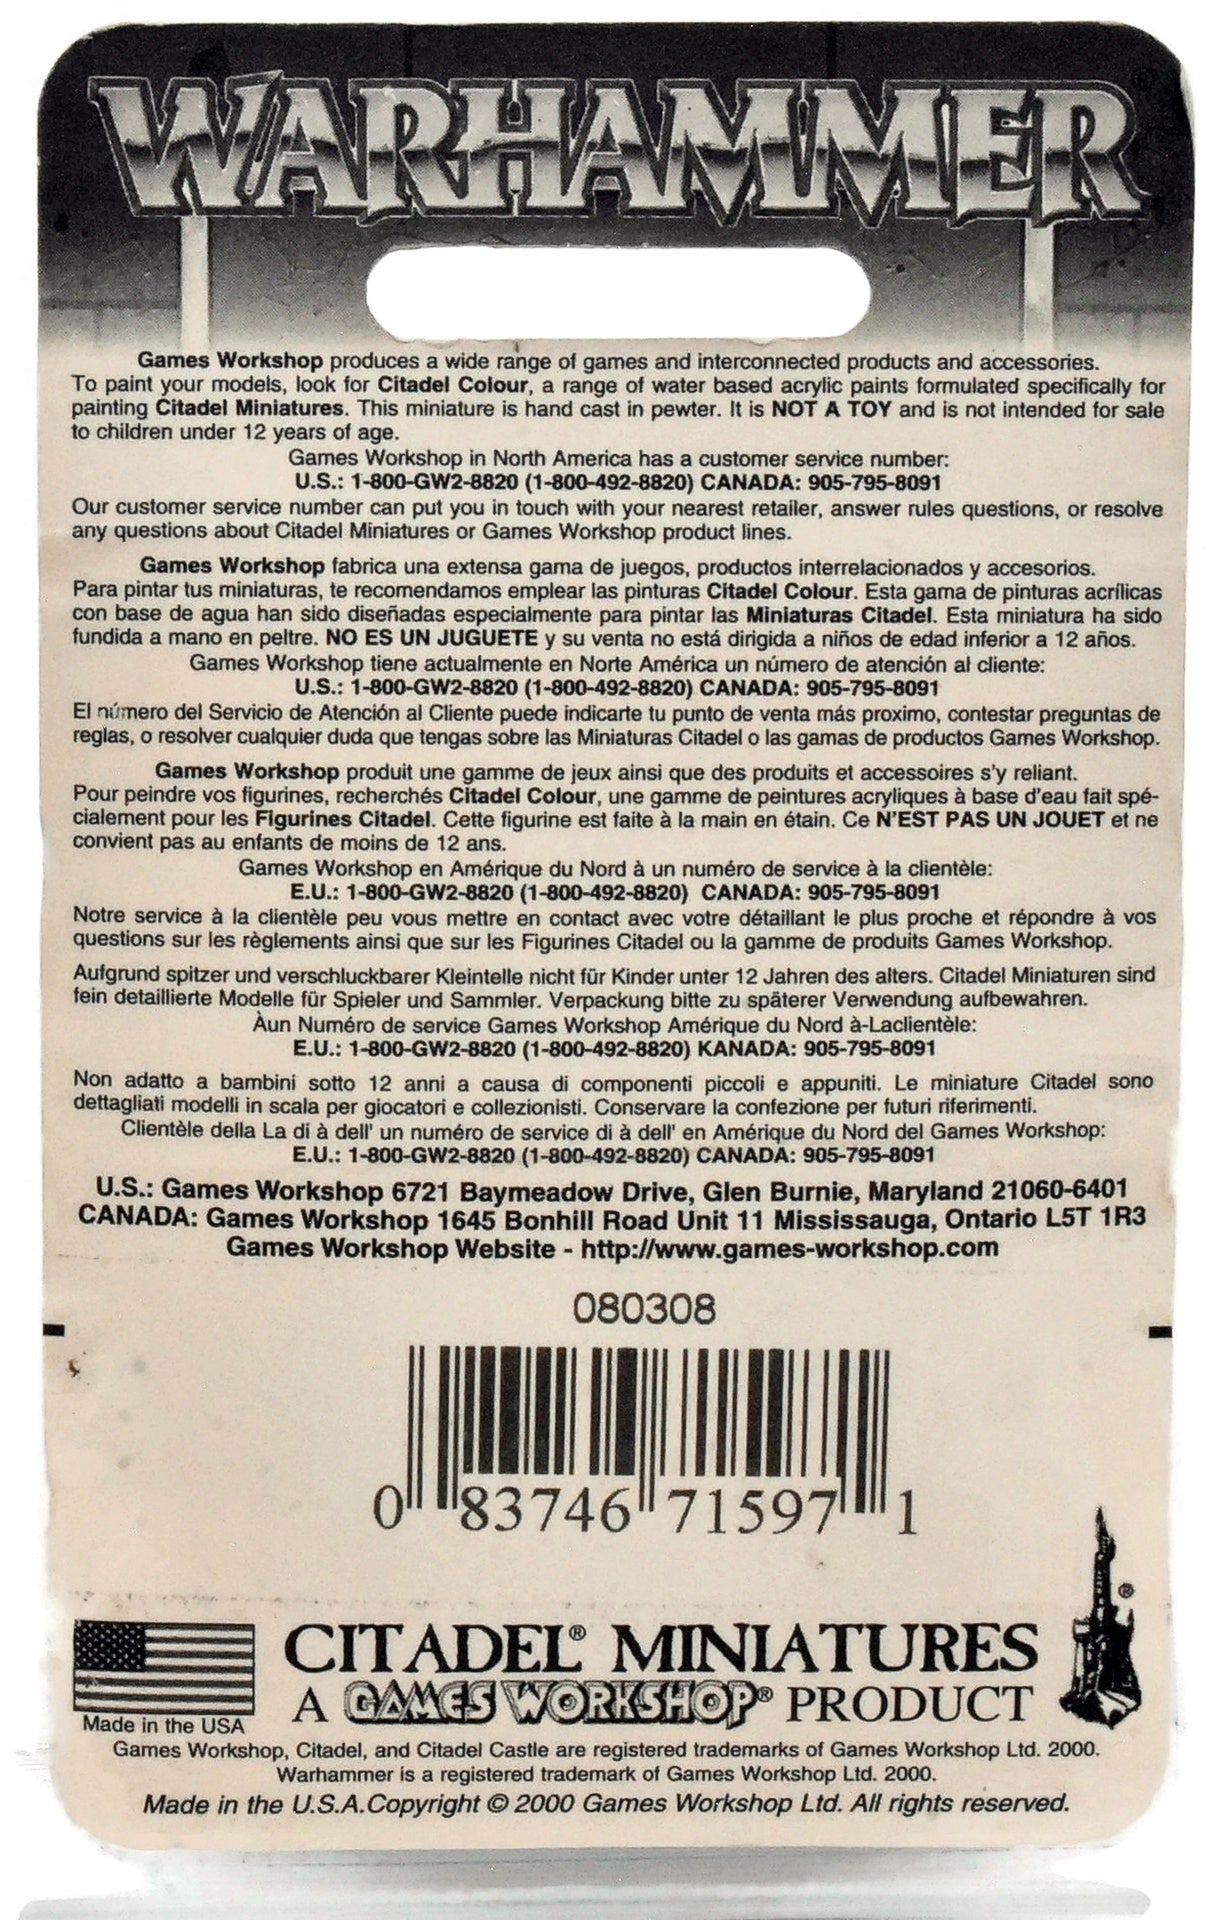 WARHAMMER®
Games Workshop produces a wide range of games and interconnected products and accessories.
To paint your models, look for Citadel Colour, a range of water based acrylic paints formulated specifically for
painting Citadel Miniatures. This miniature is hand cast in pewter. It is NOT A TOY and is not intended for sale
to children under 12 years of age.
Games Workshop in North America has a customer service number:
U.S.: 1-800-GW2-8820 (1-800-492-8820) CANADA: 905-795-8091
Our customer service number can put you in touch with your nearest retailer, answer rules questions, or resolve
any questions about Citadel Miniatures or Games Workshop product lines.
Games Workshop fabrica una extensa gama de juegos, productos interrelacionados y accesorios.
Para pintar tus miniaturas, te recomendamos emplear las pinturas Citadel Colour. Esta gama de pinturas acrílicas
con base de agua han sido diseñadas especialmente para pintar las Miniaturas Citadel. Esta miniatura ha sido
fundida a mano en peltre. NO ES UN JUGUETE y su venta no está dirigida a niños de edad inferior a 12 años.
Games Workshop tiene actualmente en Norte América un número de atención al cliente:
U.S.: 1-800-GW2-8820 (1-800-492-8820) CANADA: 905-795-8091
El número del Servicio de Atención al Cliente puede indicarte tu punto de venta más proximo, contestar preguntas de
reglas, o resolver cualquier duda que tengas sobre las Miniaturas Citadel o las gamas de productos Games Workshop.
Games Workshop produit une gamme de jeux ainsi que des produits et accessoires s'y reliant.
Pour peindre vos figurines, recherchés Citadel Colour, une gamme de peintures acryliques à base d'eau fait spé-
cialement pour les Figurines Citadel. Cette figurine est faite à la main en étain. Ce N'EST PAS UN JOUET et ne
convient pas au enfants de moins de 12 ans.
Games Workshop en Amérique du Nord à un numéro de service à la clientèle:
E.U.: 1-800-GW2-8820 (1-800-492-8820) CANADA: 905-795-8091
Notre service à la clientèle peu vous mettre en contact avec votre détaillant le plus proche et répondre à vos
questions sur les règlements ainsi que sur les Figurines Citadel ou la gamme de produits Games Workshop.
Aufgrund spitzer und verschluckbarer Kleintelle nicht für Kinder unter 12 Jahren des alters. Citadel Miniaturen sind
fein detaillierte Modelle für Spieler und Sammler. Verpackung bitte zu späterer Verwendung aufbewahren.
Àun Numéro de service Games Workshop Amérique du Nord à-Laclientèle:
E.U.: 1-800-GW2-8820 (1-800-492-8820) KANADA: 905-795-8091
Non adatto a bambini sotto 12 anni a causa di componenti piccoli e appuniti. Le miniature Citadel sono
dettagliati modelli in scala per giocatori e collezionisti. Conservare la confezione per futuri riferimenti.
Clientèle della La di à dell' un numéro de service di à dell' en Amérique du Nord del Games Workshop:
E.U.: 1-800-GW2-8820 (1-800-492-8820) CANADA: 905-795-8091
U.S.: Games Workshop 6721 Baymeadow Drive, Glen Burnie, Maryland 21060-6401
CANADA: Games Workshop 1645 Bonhill Road Unit 11 Mississauga, Ontario L5T 1R3
Games Workshop Website - http://www.games-workshop.com
080308
0 83746 71597 1
CITADEL® MINIATURES
A GAMES WORKSHOP® PRODUCT
®
Made in the USA
Games Workshop, Citadel, and Citadel Castle are registered trademarks of Games Workshop Ltd. 2000.
Warhammer is a registered trademark of Games Workshop Ltd. 2000.
Made in the U.S.A.Copyright © 2000 Games Workshop Ltd. All rights reserved.